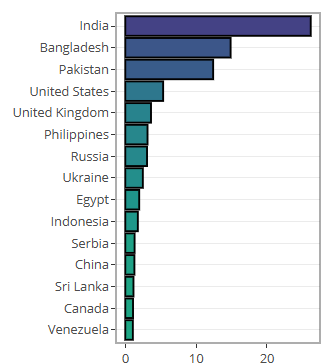 India
Bangladesh
Pakistan
United States
United Kingdom
Philippines
Russia
Ukraine
Egypt
Indonesia
Serbia
China
Sri Lanka
Canada
Venezuela
0 10 20